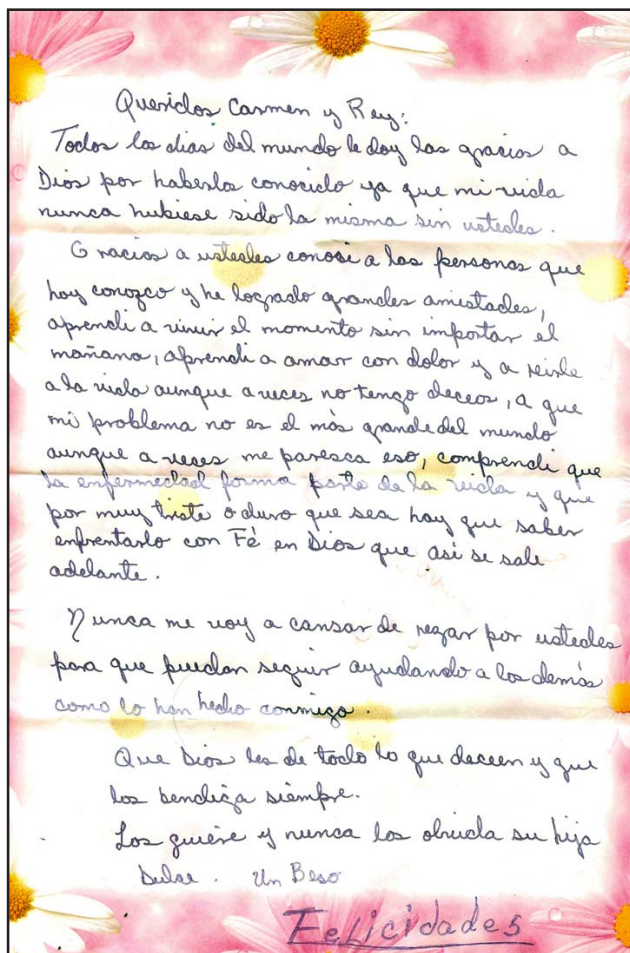 Queridos Carmen y Rey:
Todos los dias del mundo le doy las gracias a
Dios por haberlos conocido ya que mi vida
nunca hubiese sido la misma sin ustedes.
Gracias a ustedes conosi a las personas que
hoy conozco y he logrado grandes amistades,
aprendi a vivir el momento sin importar el
mañana, aprendi a amar con dolor y a reirle
a la vida aunque a veces no tengo deceos, a que
mi problema no es el más grande del mundo
aunque a veces me paresca eso, comprendi que
la enfermedad forma parte de la vida y que
por muy triste o duro que sea hay que saber
enfrentarlo con Fé en Dios que asi se sale
adelante.
Nunca me voy a cansar de rezar por ustedes
para que puedan seguir ayudando a los demás
como lo han hecho conmigo.
Que Dios les de todo lo que deceen y que
los bendiga siempre.
Los quiere y nunca los olvida su hija
Dulce. Un Beso
Felicidades